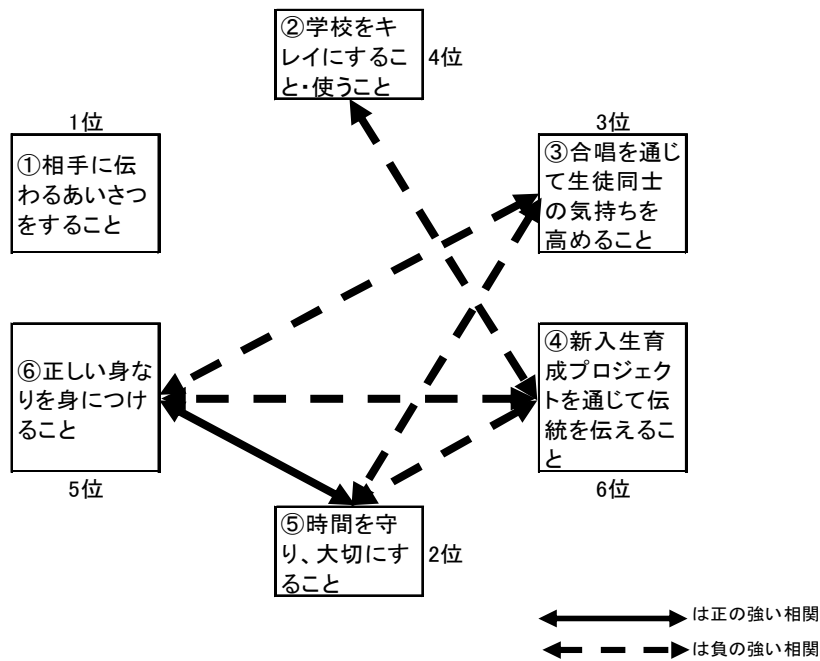 ②学校をキ
レイにするこ
と・使うこと
4位
1位
①相手に伝
わるあいさつ
をすること
3位
③合唱を通じ
て生徒同士
の気持ちを
高めること
⑥正しい身な
りを身につけ
ること
5位
④新入生育
成プロジェク
トを通じて伝
統を伝えるこ
と
6位
⑤時間を守
り、大切にす
ること
2位
は正の強い相関
は負の強い相関